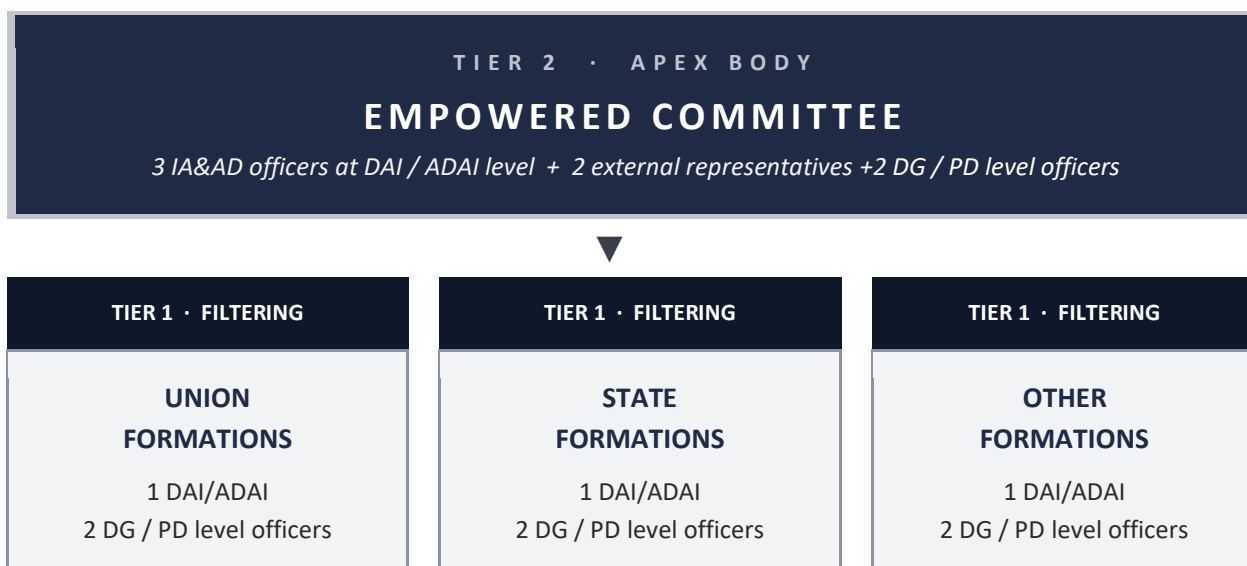 TIER 2 · APEX BODY
EMPOWERED COMMITTEE
3 IA&AD officers at DAI / ADAI level + 2 external representatives +2 DG / PD level officers
TIER 1 · FILTERING
UNION
FORMATIONS
1 DAI/ADAI
2 DG / PD level officers
TIER 1 · FILTERING
STATE
FORMATIONS
1 DAI/ADAI
2 DG / PD level officers
TIER 1 · FILTERING
OTHER
FORMATIONS
1 DAI/ADAI
2 DG / PD level officers